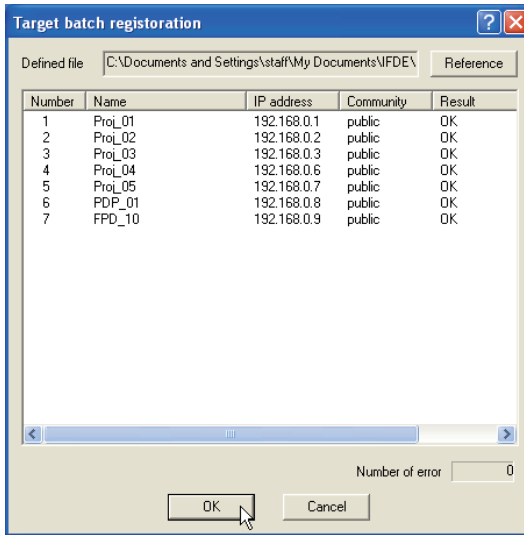 Target batch registoration
Defined file C:\Documents and Settings\staff\My Documents\IFDE\ Reference
Number Name IP address Community Result
1 Proj_01 192.168.0.1 public OK
2 Proj_02 192.168.0.2 public OK
3 Proj_03 192.168.0.3 public OK
4 Proj_04 192.168.0.6 public OK
5 Proj_05 192.168.0.7 public OK
6 PDP_01 192.168.0.8 public OK
7 FPD_10 192.168.0.9 public OK
Number of error 0
OK Cancel